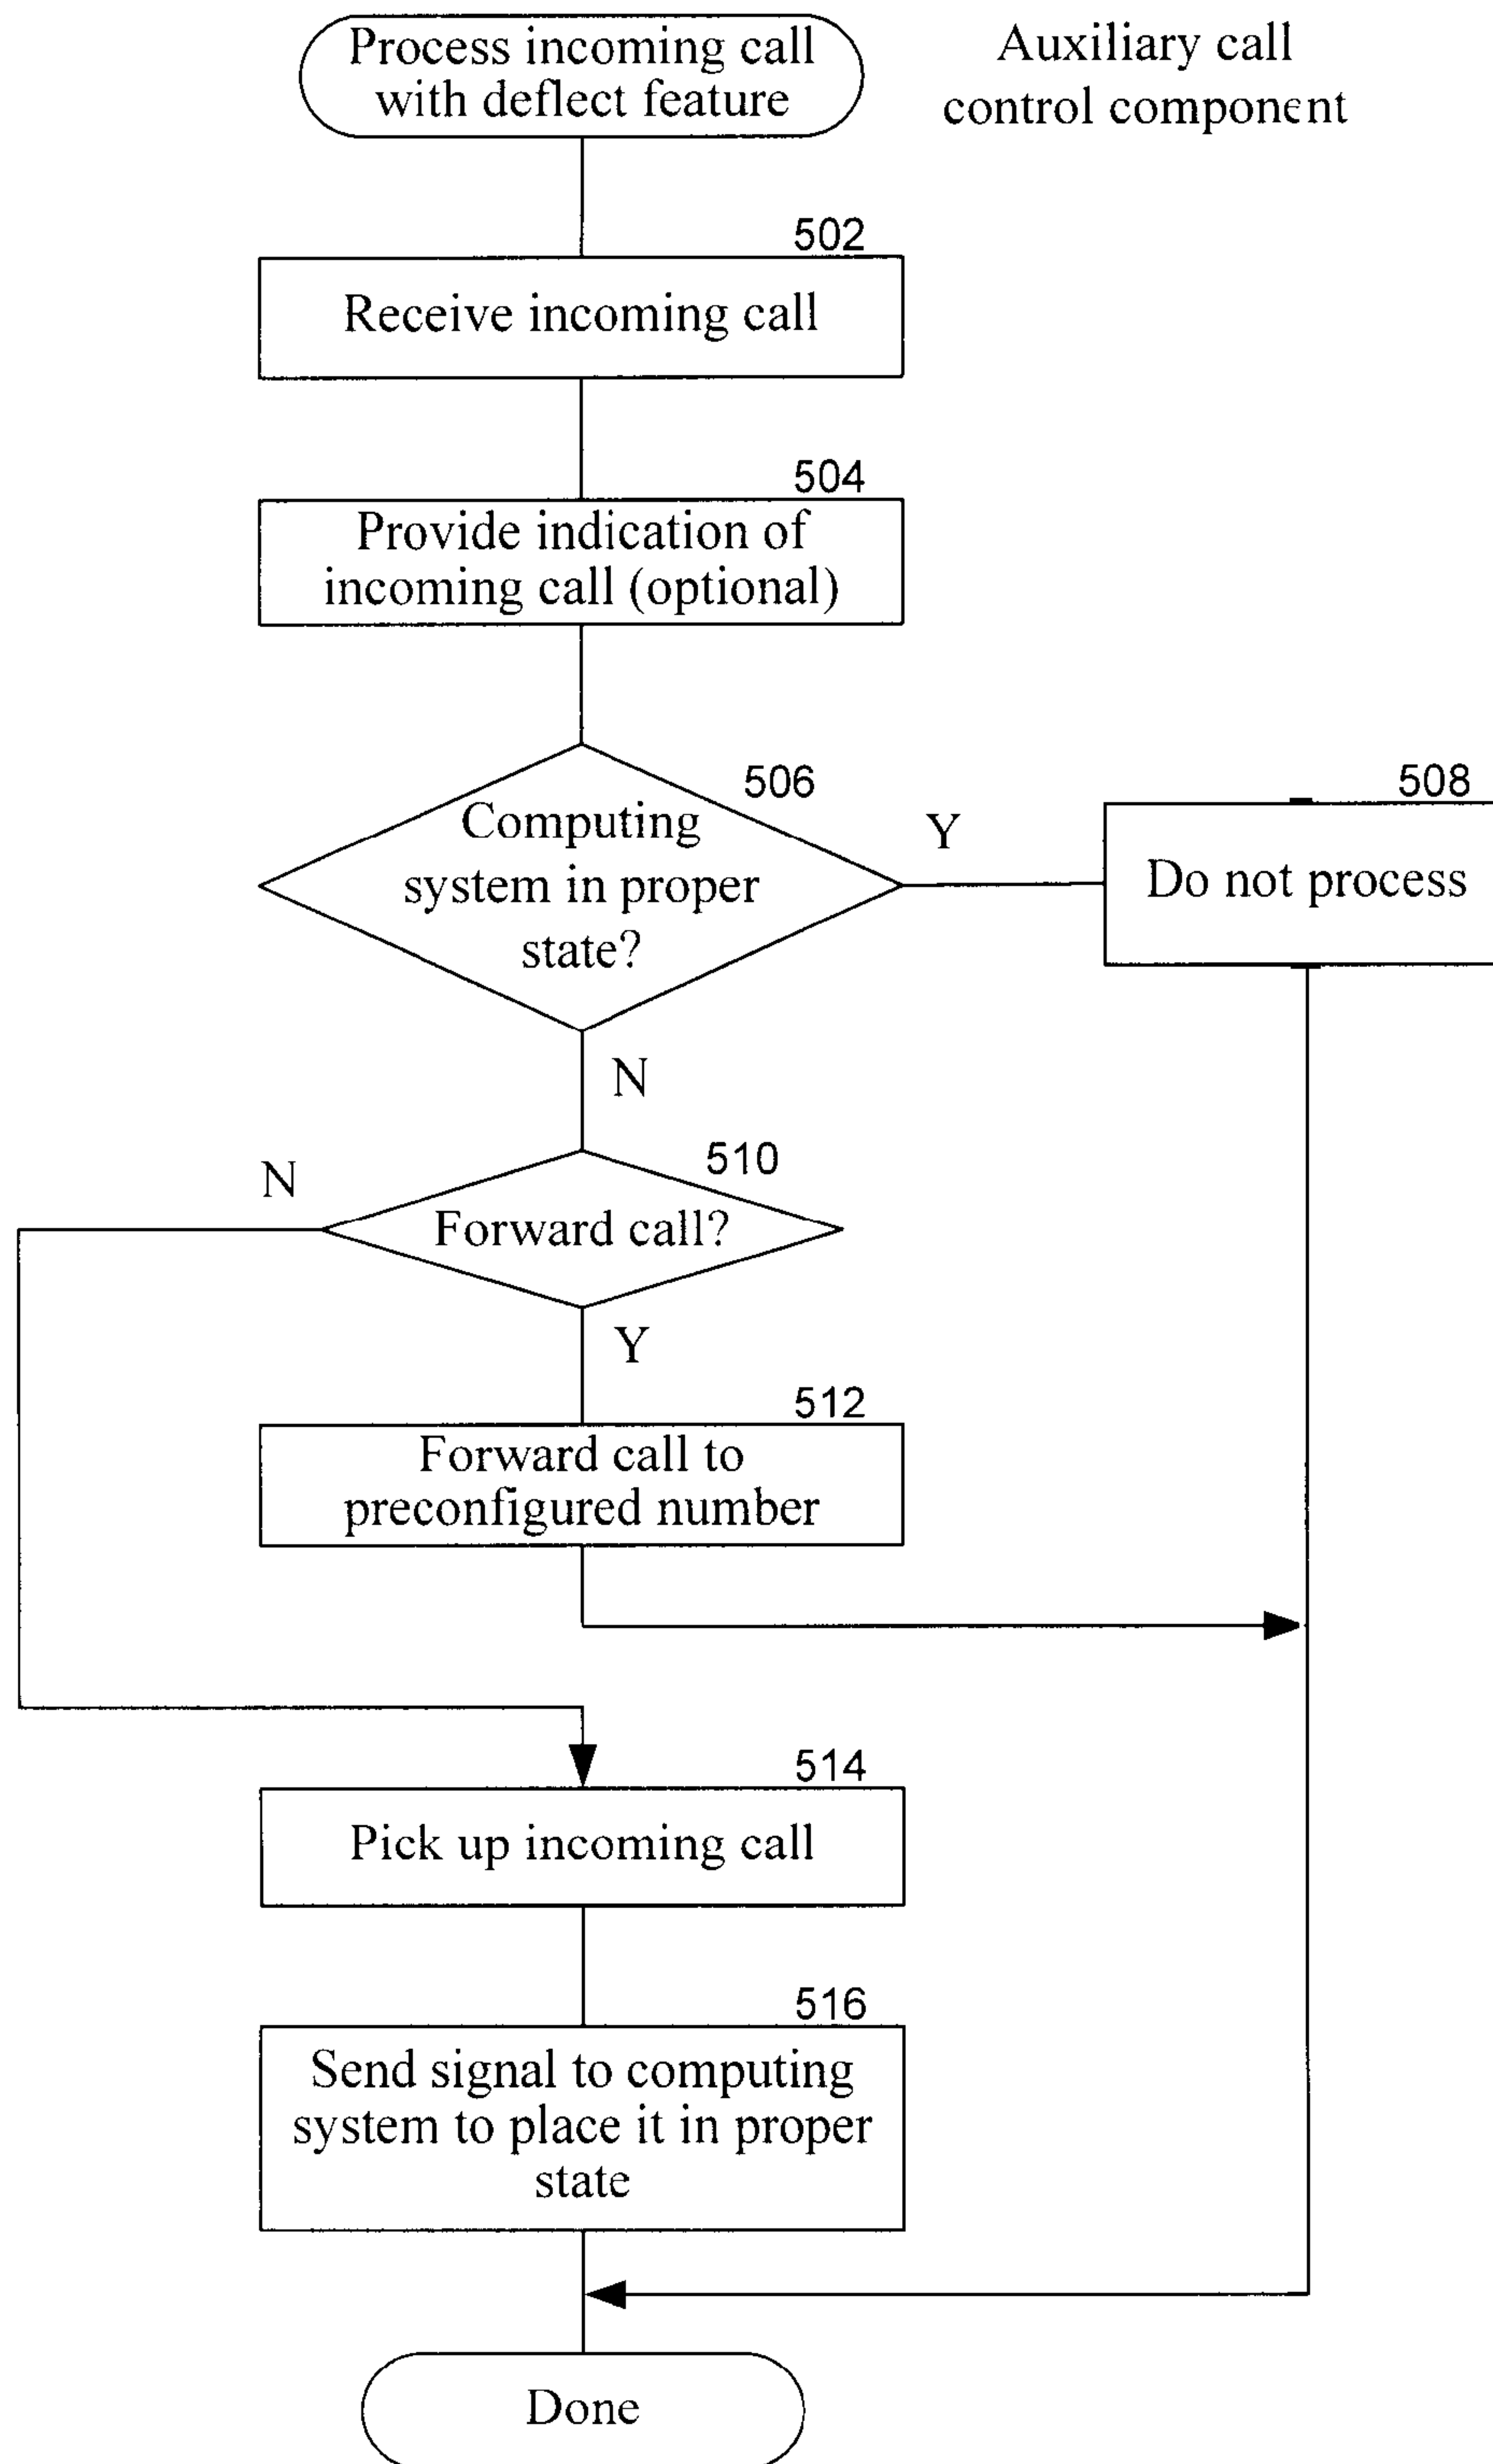 Process incoming call
with deflect feature
Auxiliary call
control component
502
Receive incoming call
504
Provide indication of
incoming call (optional)
506
Computing
system in proper
state?
Y
508
Do not process
N
510
N
Forward call?
Y
512
Forward call to
preconfigured number
514
Pick up incoming call
516
Send signal to computing
system to place it in proper
state
Done